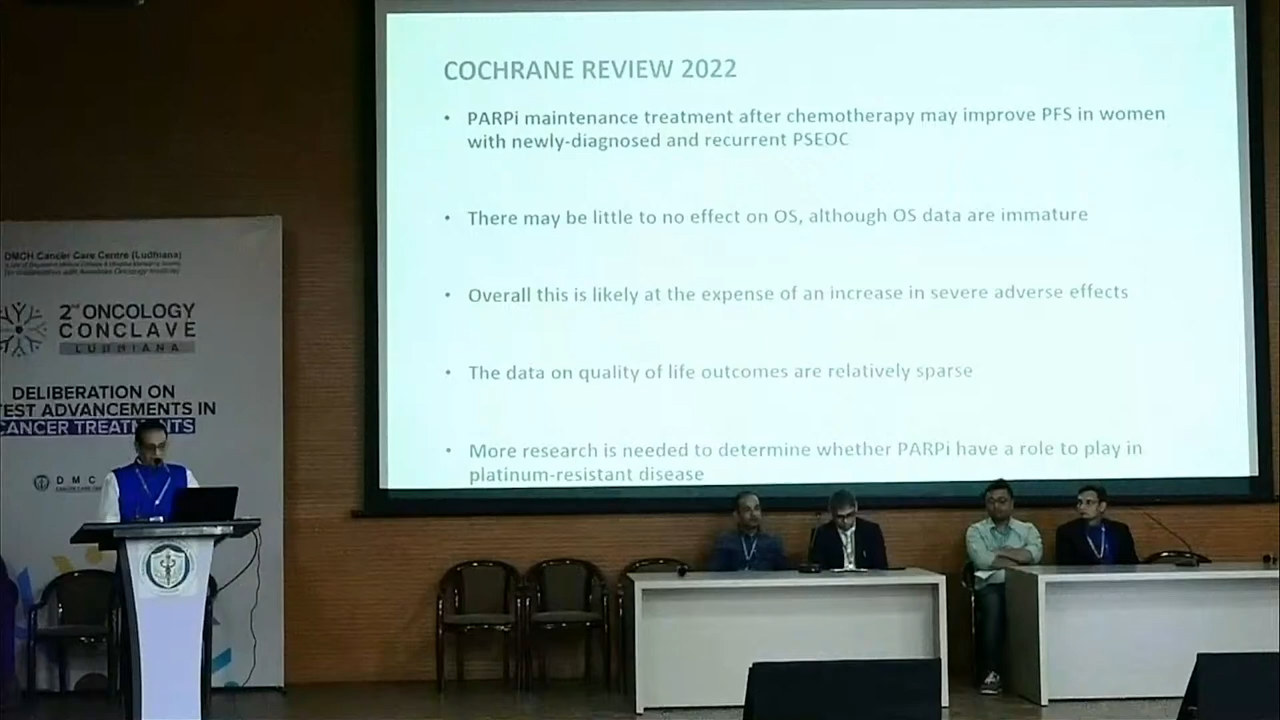 COCHRANE REVIEW 2022
• PARPi maintenance treatment after chemotherapy may improve PFS in women
with newly-diagnosed and recurrent PSEOC
• There may be little to no effect on OS, although OS data are immature
• Overall this is likely at the expense of an increase in severe adverse effects
• The data on quality of life outcomes are relatively sparse
• More research is needed to determine whether PARPi have a role to play in
platinum-resistant disease
DMCH Cancer Care Centre (Ludhiana)
2nd ONCOLOGY
CONCLAVE
LUDHIANA
DELIBERATION ON
EST ADVANCEMENTS IN
CANCER TREATMENTS
DMC